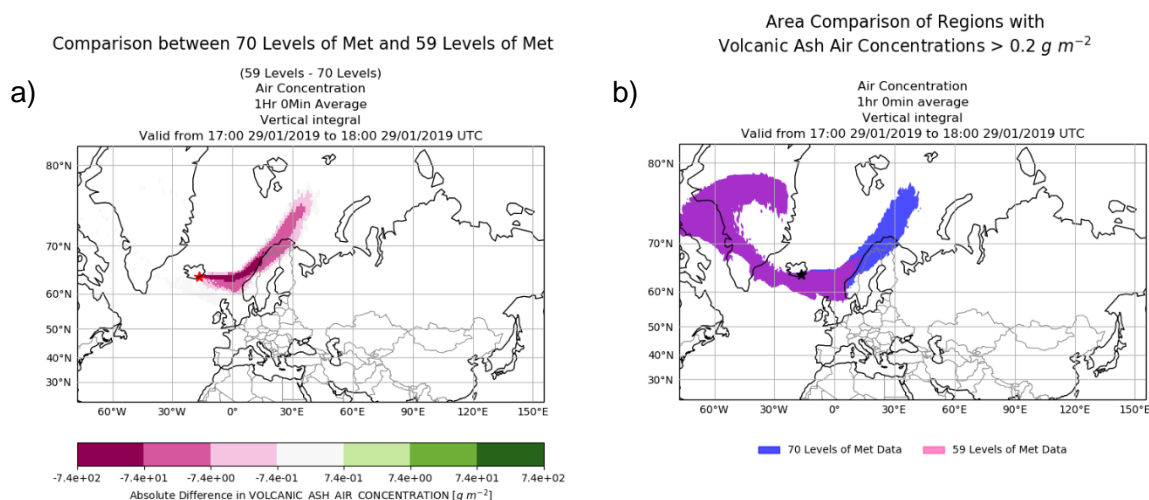 Comparison between 70 Levels of Met and 59 Levels of Met
a)
(59 Levels - 70 Levels)
Air Concentration
1Hr 0Min Average
Vertical integral
Valid from 17:00 29/01/2019 to 18:00 29/01/2019 UTC
80°N
70°N
60°N
50°N
40°N
30°N
60°W 30°W 0° 30°E 60°E 90°E 120°E 150°E
-7.4e+02 -7.4e+01 -7.4e+00 -7.4e-01 7.4e-01 7.4e+00 7.4e+01 7.4e+02
Absolute Difference in VOLCANIC_ASH_AIR_CONCENTRATION [g m⁻²]
Area Comparison of Regions with
Volcanic Ash Air Concentrations > 0.2 g m⁻²
b)
Air Concentration
1hr 0min average
Vertical integral
Valid from 17:00 29/01/2019 to 18:00 29/01/2019 UTC
80°N
70°N
60°N
50°N
40°N
30°N
60°W 30°W 0° 30°E 60°E 90°E 120°E 150°E
70 Levels of Met Data 59 Levels of Met Data